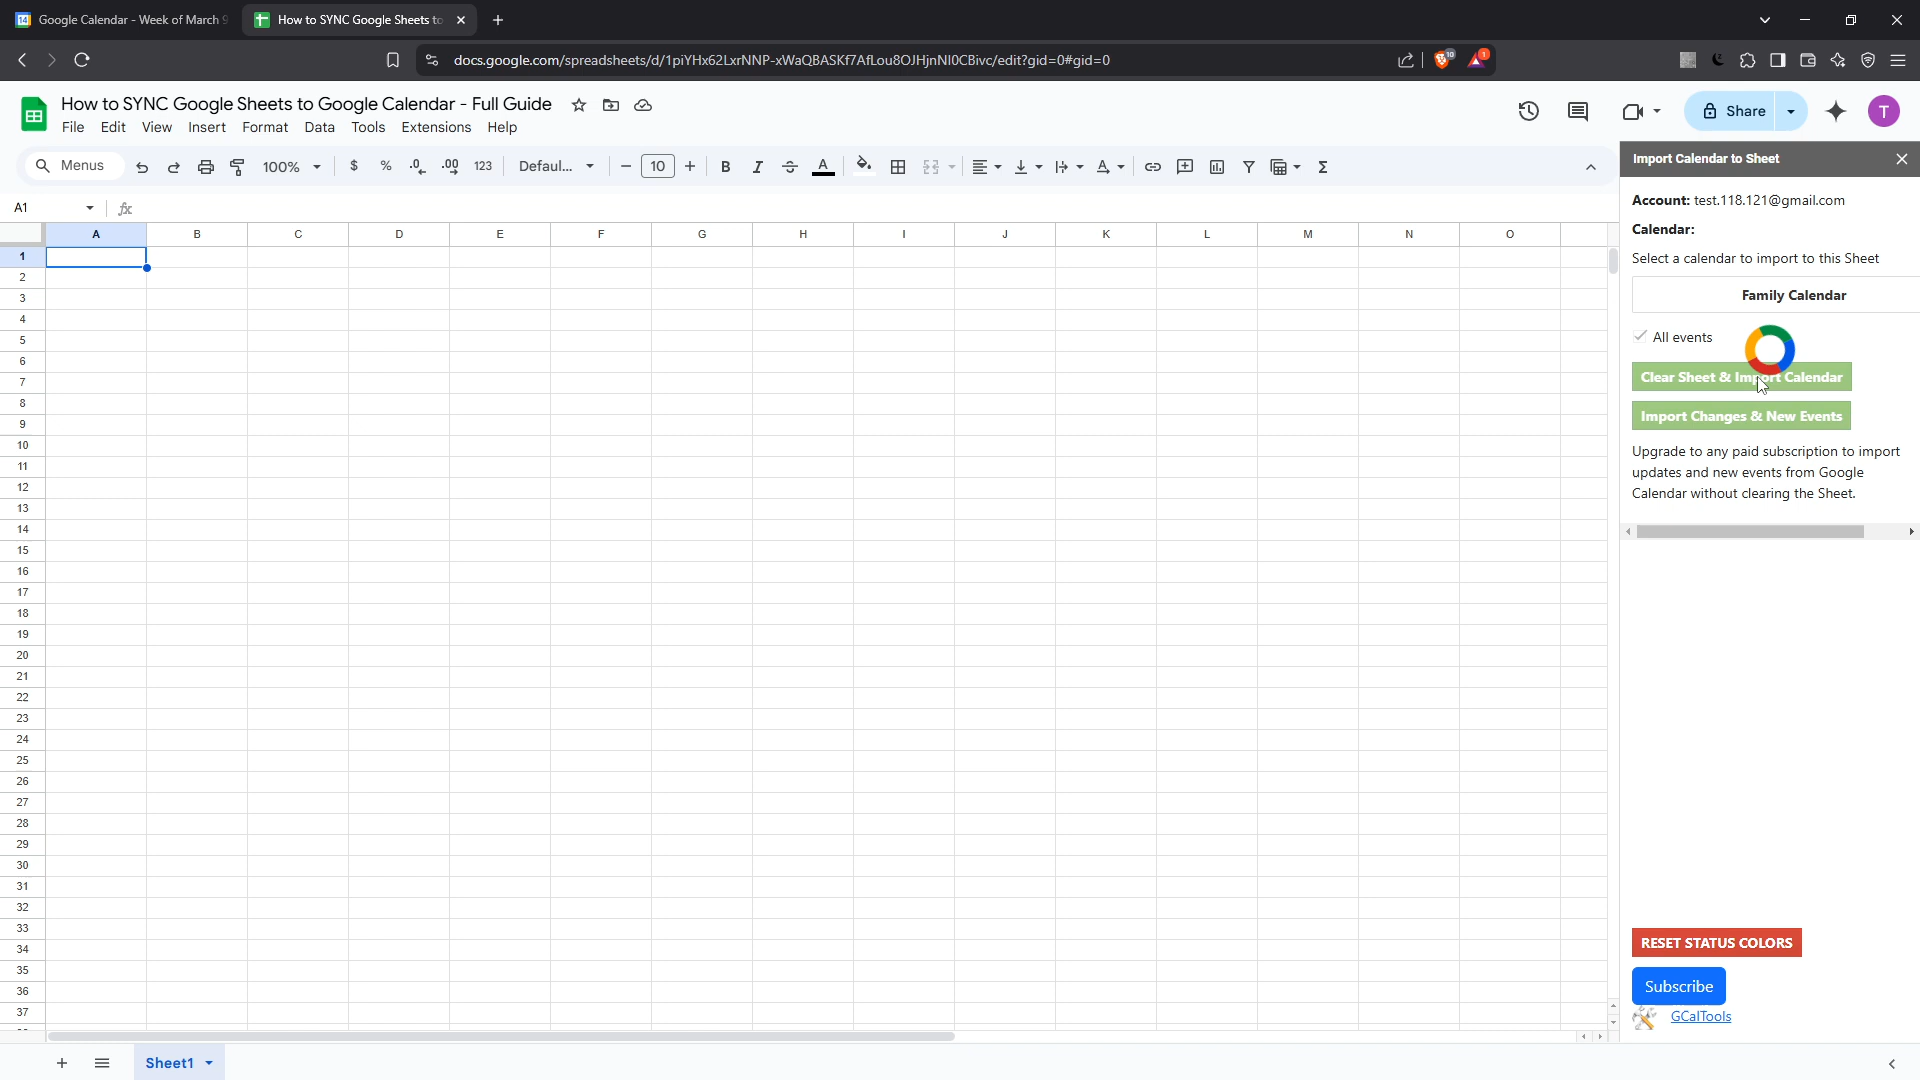 14 Google Calendar - Week of March 9
How to SYNC Google Sheets to
docs.google.com/spreadsheets/d/1piYHx62LxrNNP-xWaQBASKf7AfLou8OJHjnNI0CBivc/edit?gid=0#gid=0
10
1
How to SYNC Google Sheets to Google Calendar - Full Guide
File Edit View Insert Format Data Tools Extensions Help
Share
T
Menus 100% $ % .0 .00 123 Defaul... 10 B I A Σ
A1 fx
A B C D E F G H I J K L M N O
1
2
3
4
5
6
7
8
9
10
11
12
13
14
15
16
17
18
19
20
21
22
23
24
25
26
27
28
29
30
31
32
33
34
35
36
37
Import Calendar to Sheet
Account: test.118.121@gmail.com
Calendar:
Select a calendar to import to this Sheet
Family Calendar
All events
Clear Sheet & Import Calendar
Import Changes & New Events
Upgrade to any paid subscription to import
updates and new events from Google
Calendar without clearing the Sheet.
RESET STATUS COLORS
Subscribe
GCalTools
Sheet1